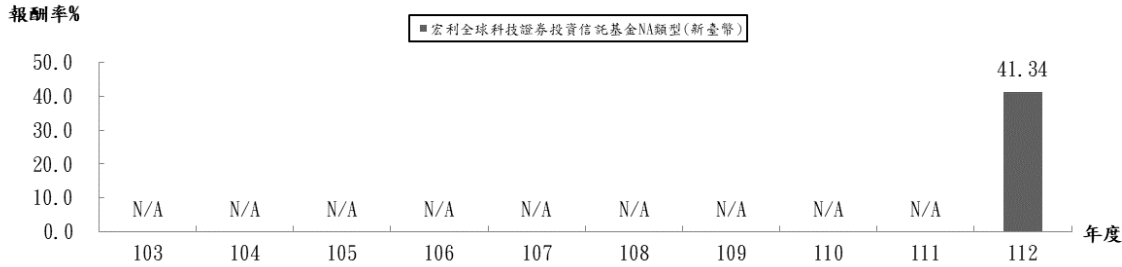 報酬率%
■宏利全球科技證券投資信託基金NA類型(新臺幣)
50.0
40.0
30.0
20.0
10.0
0.0
41.34
N/A N/A N/A N/A N/A N/A N/A N/A N/A
103 104 105 106 107 108 109 110 111 112
年度